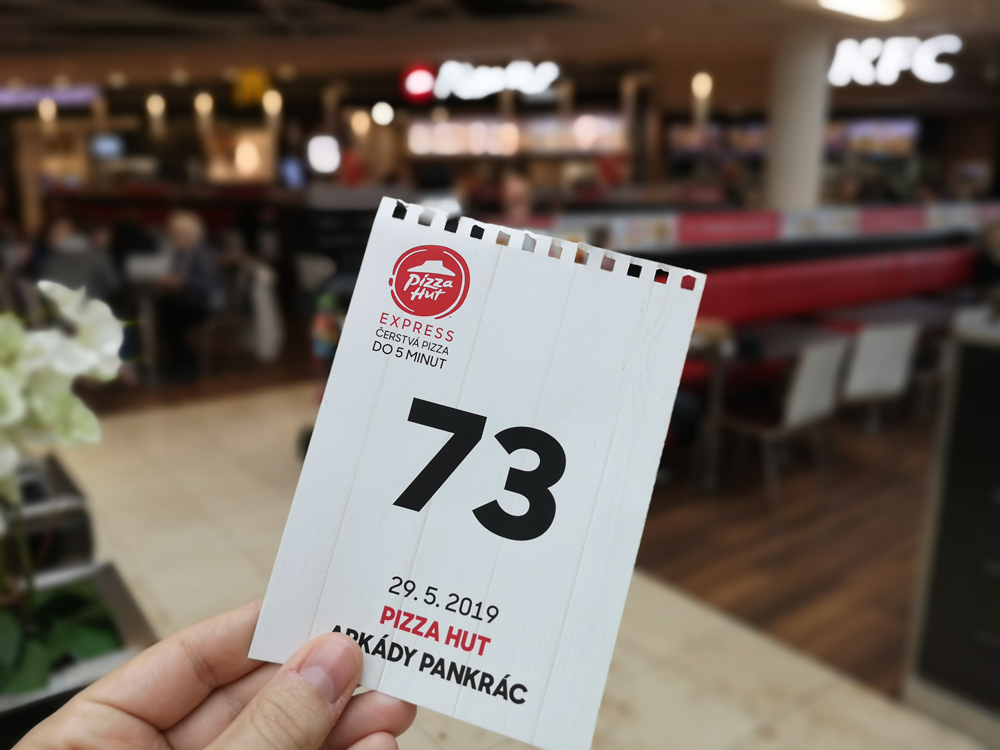 KFC
Pizza
Hut
EXPRESS
ČERSTVÁ PIZZA
DO 5 MINUT
73
29. 5. 2019
PIZZA HUT
ARKÁDY PANKRÁC